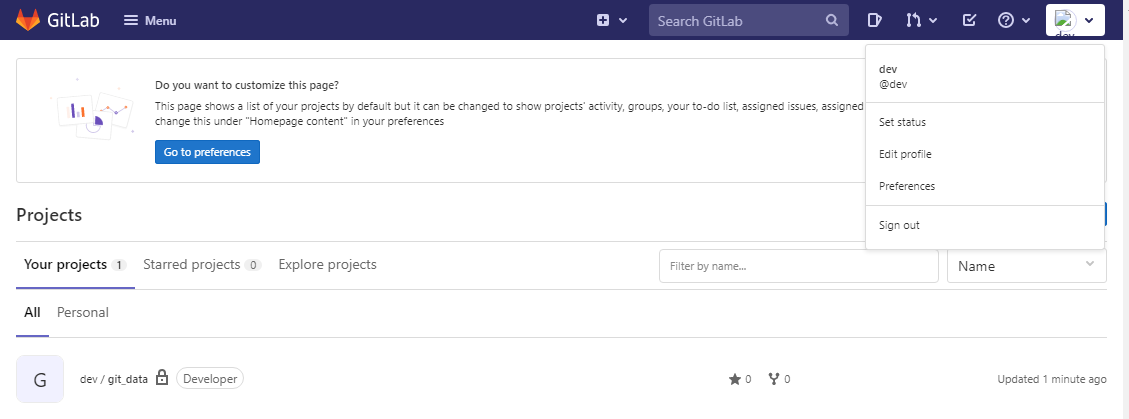 GitLab
Menu
Search GitLab
dev
dev
@dev
Set status
Edit profile
Preferences
Sign out
Do you want to customize this page?
This page shows a list of your projects by default but it can be changed to show projects' activity, groups, your to-do list, assigned issues, assigned
change this under "Homepage content" in your preferences
Go to preferences
Projects
Your projects 1 Starred projects 0 Explore projects
Filter by name...
Name
All Personal
G
dev / git_data Developer
0 0
Updated 1 minute ago